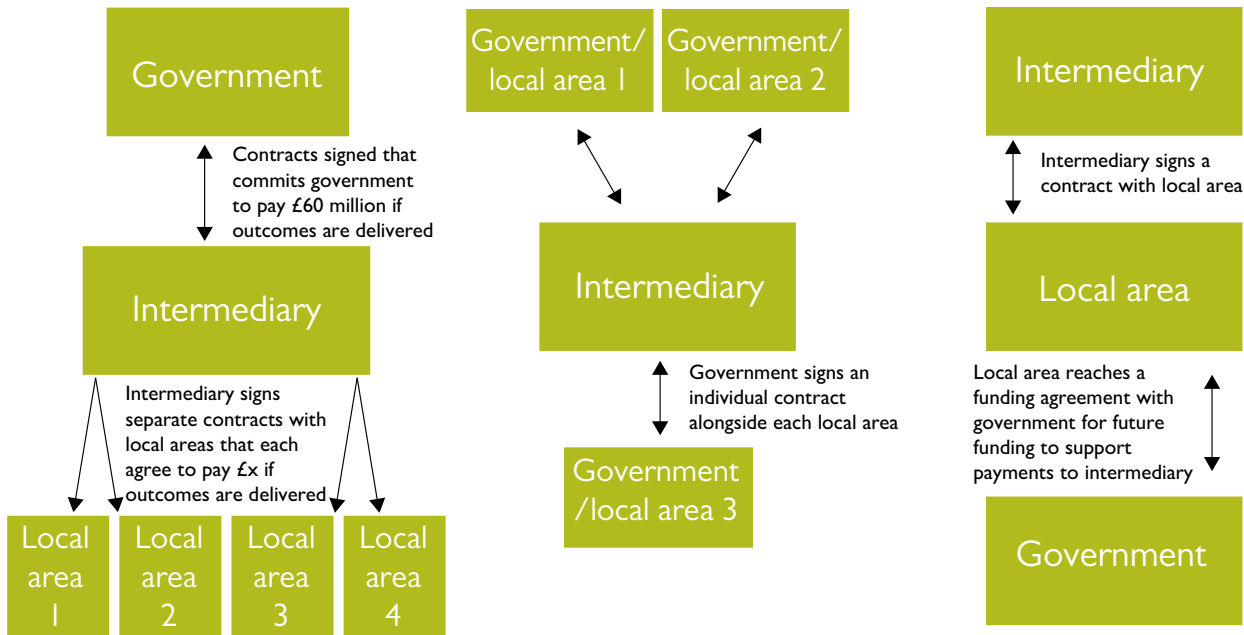 Government
Contracts signed that
commits government
to pay £60 million if
outcomes are delivered
Intermediary
Intermediary signs
separate contracts with
local areas that each
agree to pay £x if
outcomes are delivered
Local
area
1
Local
area
2
Local
area
3
Local
area
4
Government/
local area 1
Government/
local area 2
Intermediary
Government signs an
individual contract
alongside each local area
Government
/local area 3
Intermediary
Intermediary signs a
contract with local area
Local area
Local area reaches a
funding agreement with
government for future
funding to support
payments to intermediary
Government